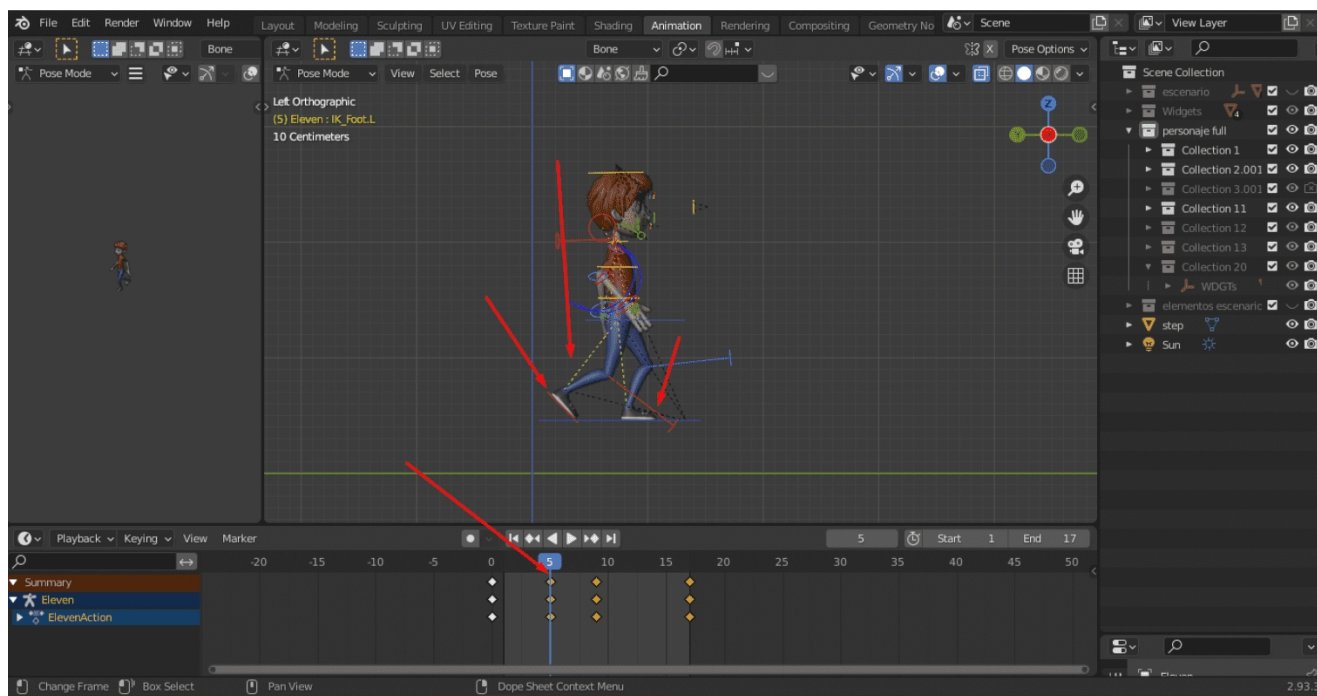 File Edit Render Window Help Layout Modeling Sculpting UV Editing Texture Paint Shading Animation Rendering Compositing Geometry No Scene View Layer
Bone Bone Pose Options
Pose Mode Pose Mode View Select Pose
Left Orthographic
(5) Eleven : IK_Foot.L
10 Centimeters
Z
Y
Scene Collection
escenario
Widgets 4
personaje full
Collection 1
Collection 2.001
Collection 3.001
Collection 11
Collection 12
Collection 13
Collection 20
WDGTs
elementos escenaric
step
Sun
Playback Keying View Marker 5 Start 1 End 17
-20 -15 -10 -5 0 5 10 15 20 25 30 35 40 45 50
Summary
Eleven
ElevenAction
Change Frame Box Select Pan View Dope Sheet Context Menu 2.93.